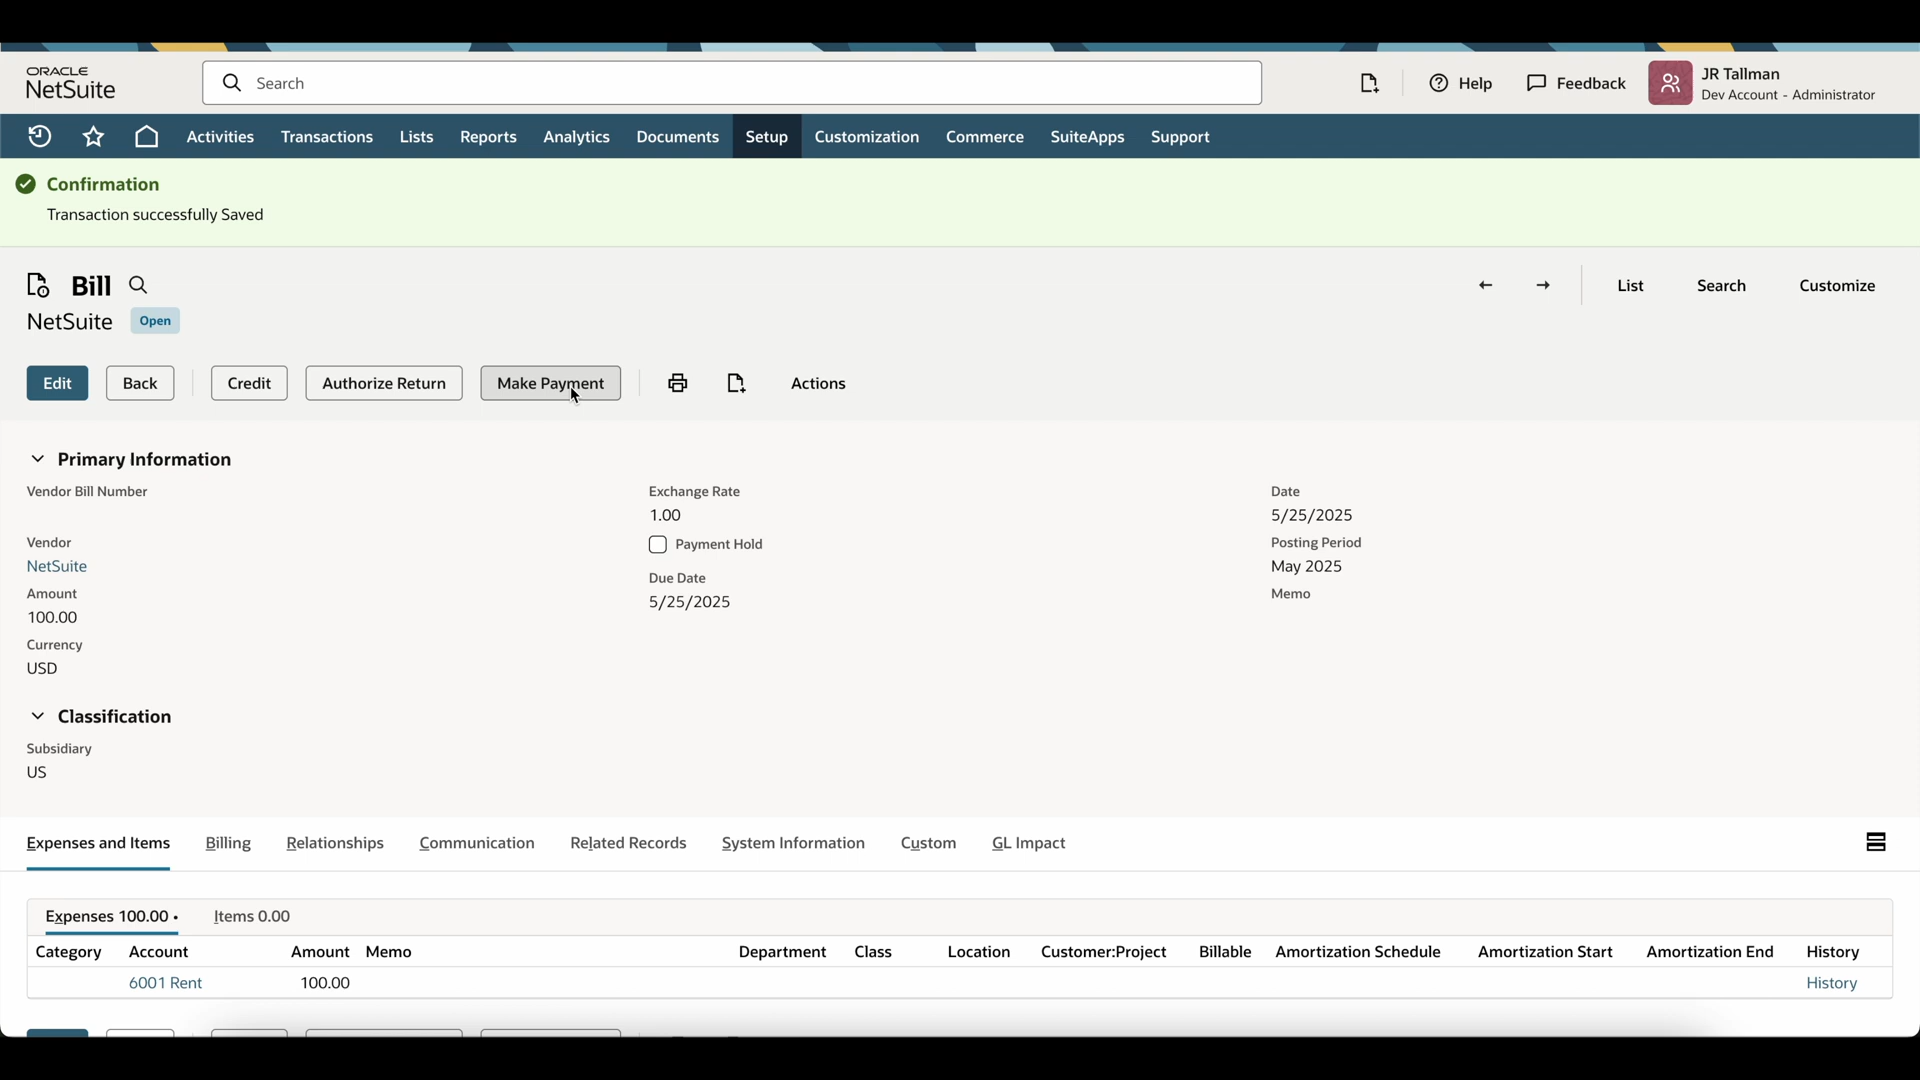 ORACLE
NetSuite
Search
Help
Feedback
JR Tallman
Dev Account - Administrator
Activities Transactions Lists Reports Analytics Documents Setup Customization Commerce SuiteApps Support
Confirmation
Transaction successfully Saved
Bill
List Search Customize
NetSuite Open
Edit Back Credit Authorize Return Make Payment Actions
Primary Information
Vendor Bill Number
Vendor
NetSuite
Amount
100.00
Currency
USD
Exchange Rate
1.00
Payment Hold
Due Date
5/25/2025
Date
5/25/2025
Posting Period
May 2025
Memo
Classification
Subsidiary
US
Expenses and Items Billing Relationships Communication Related Records System Information Custom GL Impact
Expenses 100.00 • Items 0.00
Category Account Amount Memo Department Class Location Customer:Project Billable Amortization Schedule Amortization Start Amortization End History
6001 Rent 100.00 History